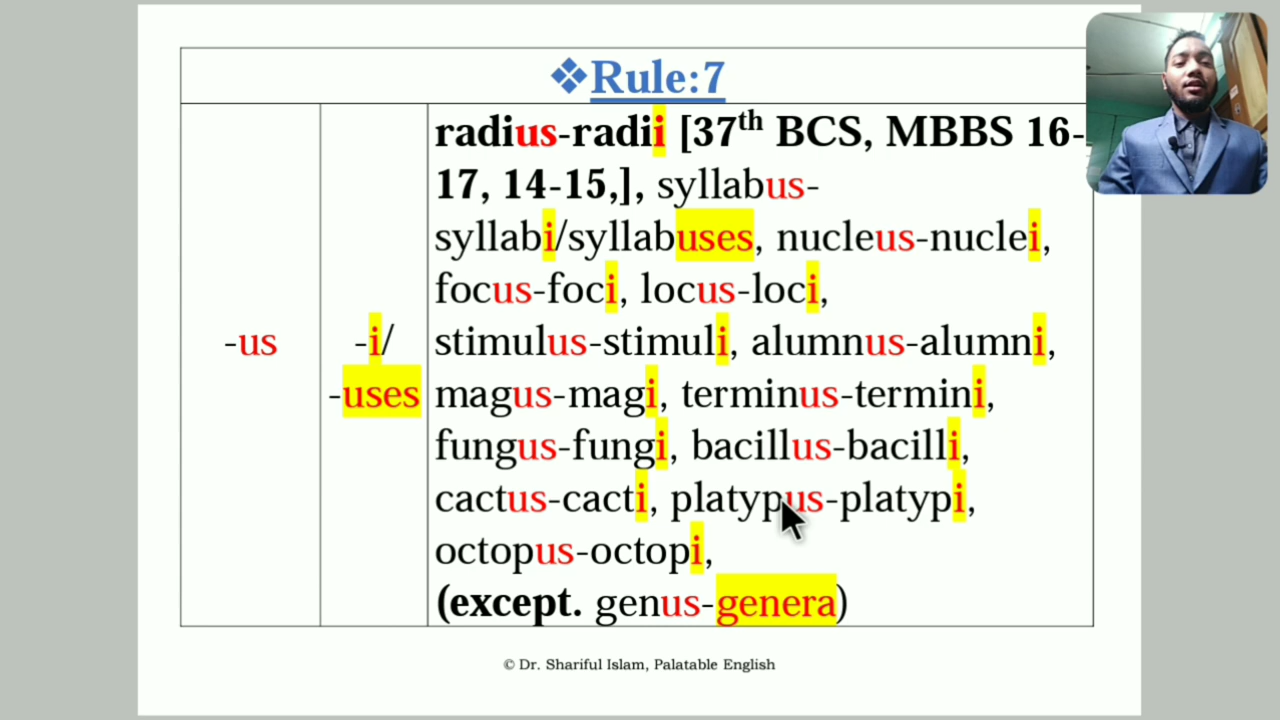 ❖Rule:7
-us
-i/
-uses
radius-radii [37th BCS, MBBS 16-
17, 14-15,], syllabus-
syllabi/syllabuses, nucleus-nuclei,
focus-foci, locus-loci,
stimulus-stimuli, alumnus-alumni,
magus-magi, terminus-termini,
fungus-fungi, bacillus-bacilli,
cactus-cacti, platypus-platypi,
octopus-octopi,
(except. genus-genera)
© Dr. Shariful Islam, Palatable English